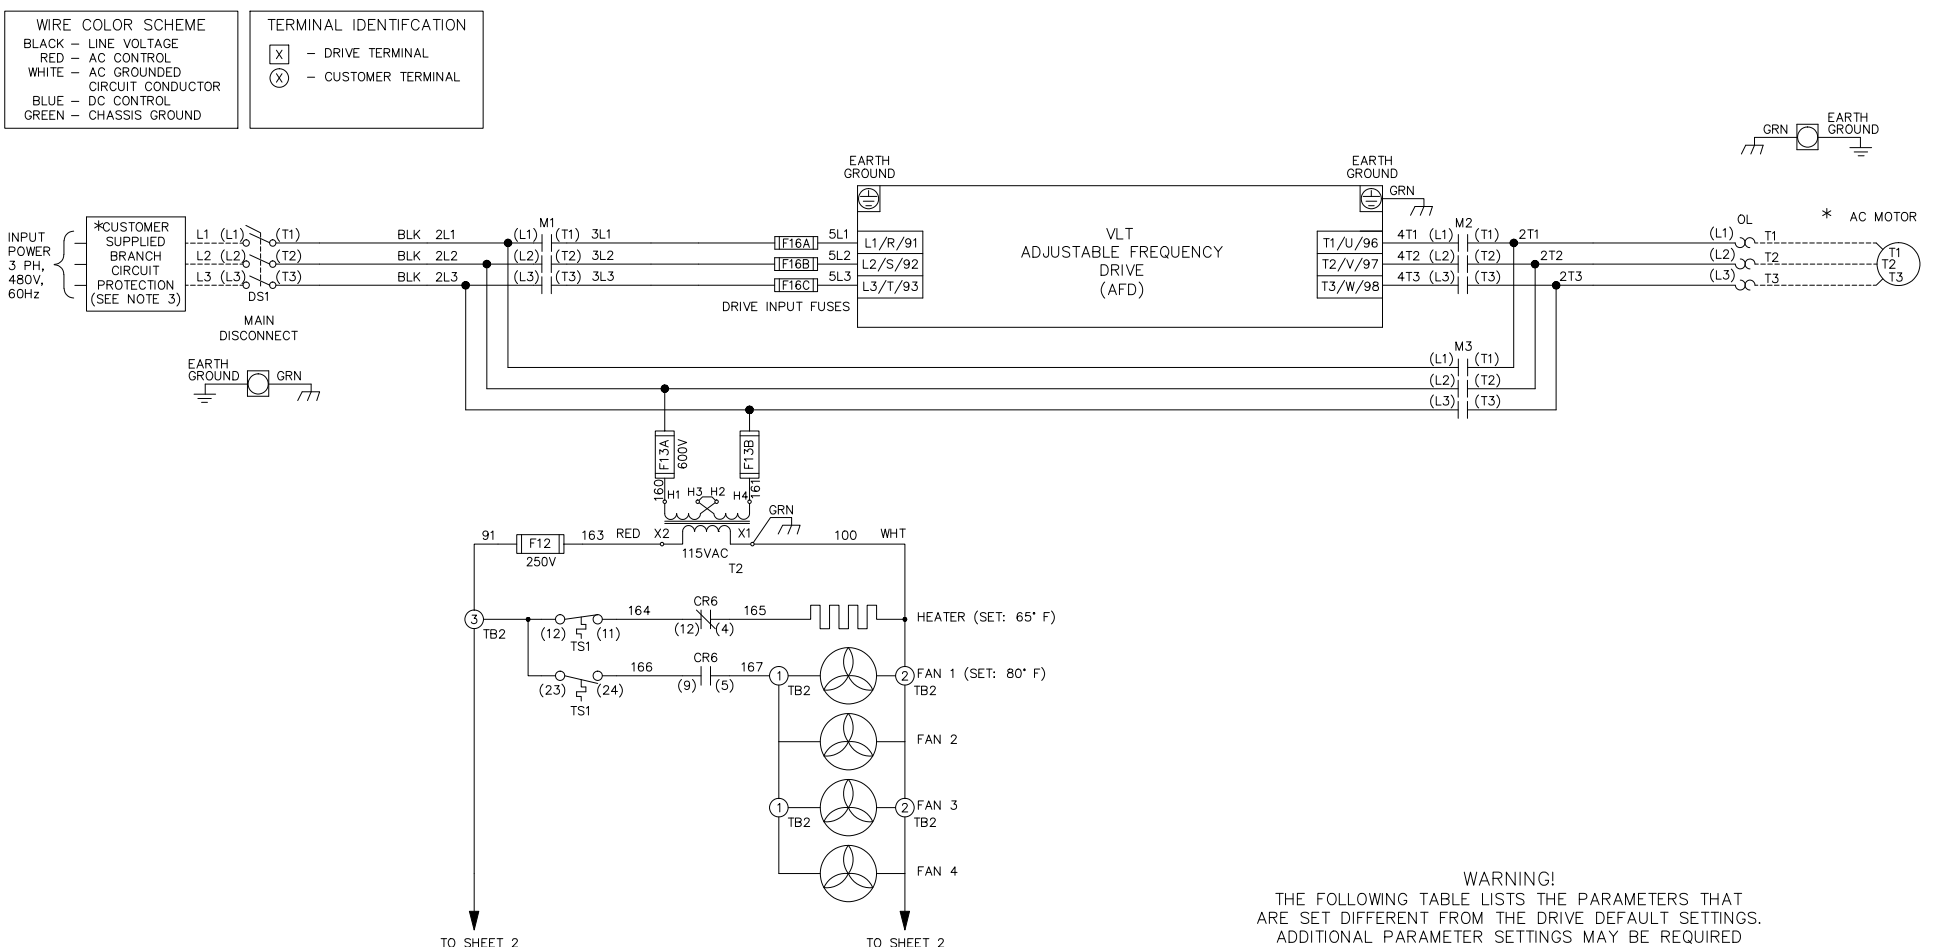 WIRE COLOR SCHEME
BLACK – LINE VOLTAGE
RED – AC CONTROL
WHITE – AC GROUNDED
CIRCUIT CONDUCTOR
BLUE – DC CONTROL
GREEN – CHASSIS GROUND
TERMINAL IDENTIFCATION
X – DRIVE TERMINAL
X – CUSTOMER TERMINAL
GRN
EARTH
GROUND
INPUT
POWER
3 PH,
480V,
60Hz
*CUSTOMER
SUPPLIED
BRANCH
CIRCUIT
PROTECTION
(SEE NOTE 3)
L1 (L1) (T1)
L2 (L2) (T2)
L3 (L3) (T3)
DS1
MAIN
DISCONNECT
EARTH
GROUND
GRN
BLK 2L1
BLK 2L2
BLK 2L3
M1
(L1) (T1) 3L1
(L2) (T2) 3L2
(L3) (T3) 3L3
F16A 5L1
F16B 5L2
F16C 5L3
DRIVE INPUT FUSES
EARTH
GROUND
L1/R/91
L2/S/92
L3/T/93
VLT
ADJUSTABLE FREQUENCY
DRIVE
(AFD)
EARTH
GROUND
GRN
T1/U/96
T2/V/97
T3/W/98
M2
4T1 (L1) (T1) 2T1
4T2 (L2) (T2) 2T2
4T3 (L3) (T3) 2T3
OL
(L1) T1
(L2) T2
(L3) T3
* AC MOTOR
T1
T2
T3
M3
(L1) (T1)
(L2) (T2)
(L3) (T3)
F13A
600V
F13B
160
161
H1 H3 H2 H4
GRN
91
F12
250V
163 RED X2
X1
100 WHT
115VAC
T2
3
TB2
(12) (11)
TS1
164
CR6
(12) (4)
165
HEATER (SET: 65° F)
(23) (24)
TS1
166
CR6
(9) (5)
167
1
TB2
2
TB2
FAN 1 (SET: 80° F)
FAN 2
1
TB2
2
TB2
FAN 3
FAN 4
TO SHEET 2
TO SHEET 2
WARNING!
THE FOLLOWING TABLE LISTS THE PARAMETERS THAT
ARE SET DIFFERENT FROM THE DRIVE DEFAULT SETTINGS.
ADDITIONAL PARAMETER SETTINGS MAY BE REQUIRED